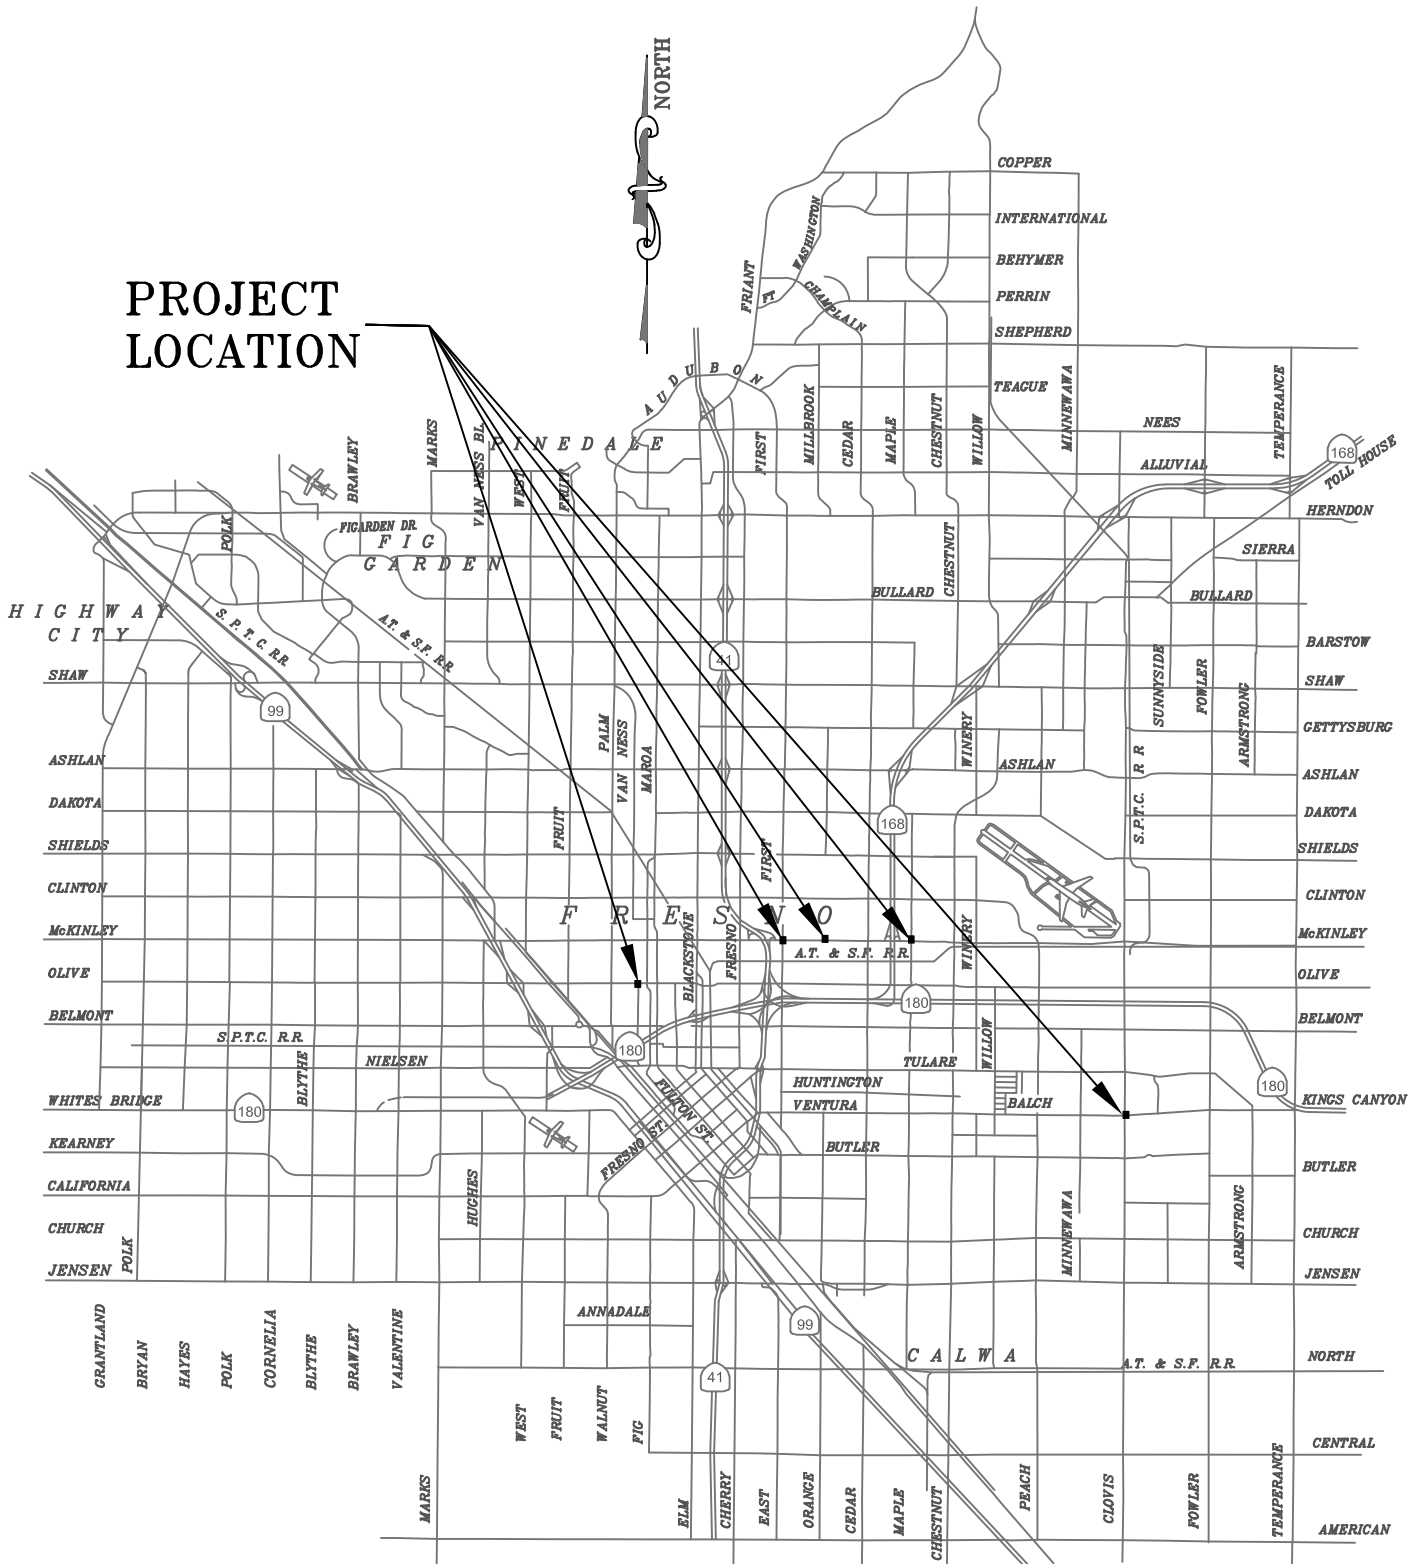 NORTH
COPPER
WASHINGTON
INTERNATIONAL
BEHYMER
FRIANT
FT
CHAMPLAIN
PERRIN
PROJECT
LOCATION
SHEPHERD
AUDUBON
TEAGUE
MARKS
BRAWLEY
VAN NESS BL
PINEDALE
WEST
FRUIT
FIRST
MILLBROOK
CEDAR
MAPLE
CHESTNUT
WILLOW
MINNEWAWA
NEES
TEMPERANCE
ALLUVIAL
168
TOLL HOUSE
HERNDON
POLK
FIGARDEN DR.
FIG
GARDEN
CHESTNUT
SIERRA
BULLARD
BULLARD
HIGHWAY
CITY
S. P. T. C. RR.
A.T. & S.F. RR.
41
BARSTOW
SHAW
SHAW
99
SUNNYSIDE
FOWLER
ARMSTRONG
PALM
VAN NESS
MAROA
WINERY
GETTYSBURG
ASHLAN
ASHLAN
ASHLAN
S.P.T.C. R R
DAKOTA
DAKOTA
FRUIT
168
SHIELDS
FIRST
SHIELDS
CLINTON
CLINTON
FRESNO
McKINLEY
BLACKSTONE
FRESNO
A.T. & S.F. R.R.
WINERY
McKINLEY
OLIVE
OLIVE
180
BELMONT
BELMONT
S.P.T.C. R.R.
180
WILLOW
NIELSEN
BLYTHE
TULARE
HUNTINGTON
180
WHITES BRIDGE
180
FULTON ST.
VENTURA
BALCH
KINGS CANYON
KEARNEY
FRESNO ST.
BUTLER
BUTLER
CALIFORNIA
HUGHES
MINNEWAWA
ARMSTRONG
CHURCH
CHURCH
POLK
JENSEN
JENSEN
GRANTLAND
BRYAN
HAYES
POLK
CORNELIA
BLYTHE
BRAWLEY
VALENTINE
ANNADALE
99
CALWA
A.T. & S.F. R.R.
NORTH
41
WEST
FRUIT
WALNUT
FIG
CENTRAL
MARKS
ELM
CHERRY
EAST
ORANGE
CEDAR
MAPLE
CHESTNUT
PEACH
CLOVIS
FOWLER
TEMPERANCE
AMERICAN